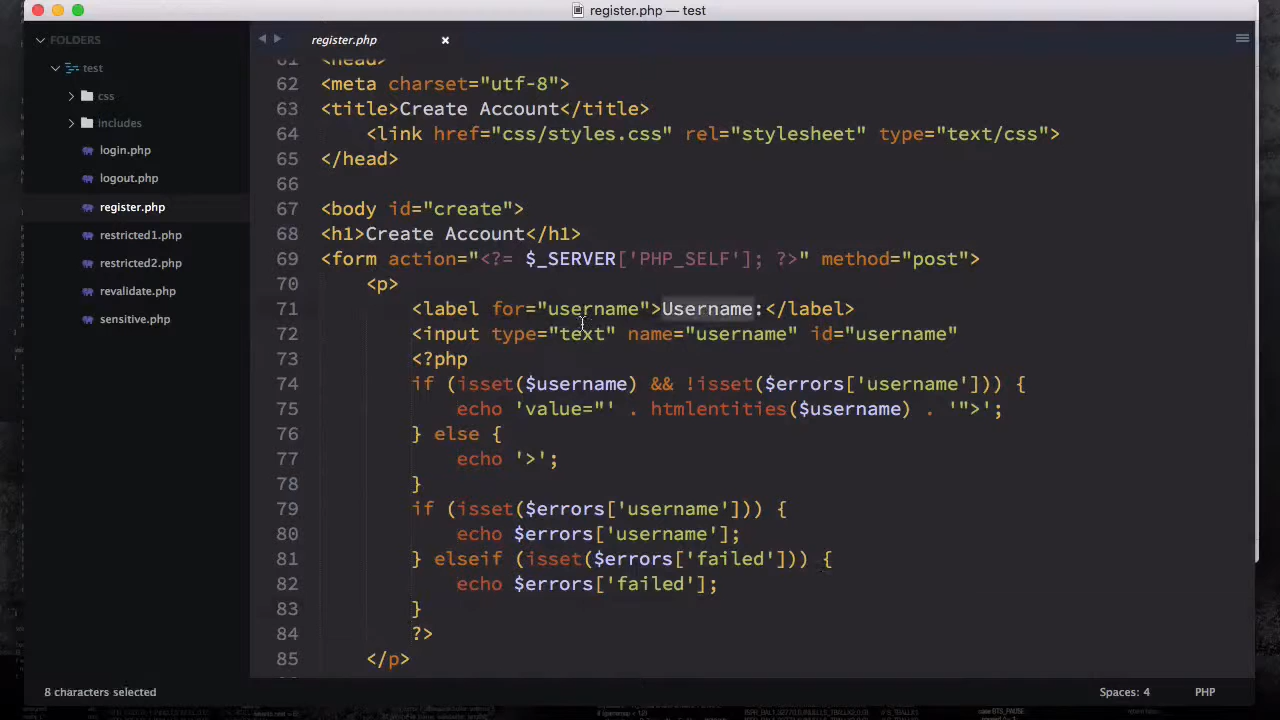 register.php — test
FOLDERS
test
css
includes
login.php
logout.php
register.php
restricted1.php
restricted2.php
revalidate.php
sensitive.php
register.php ×
61 <head>
62 <meta charset="utf-8">
63 <title>Create Account</title>
64 <link href="css/styles.css" rel="stylesheet" type="text/css">
65 </head>
66
67 <body id="create">
68 <h1>Create Account</h1>
69 <form action="<?= $_SERVER['PHP_SELF']; ?>" method="post">
70 <p>
71 <label for="username">Username:</label>
72 <input type="text" name="username" id="username"
73 <?php
74 if (isset($username) && !isset($errors['username'])) {
75 echo 'value="' . htmlentities($username) . '">';
76 } else {
77 echo '>';
78 }
79 if (isset($errors['username'])) {
80 echo $errors['username'];
81 } elseif (isset($errors['failed'])) {
82 echo $errors['failed'];
83 }
84 ?>
85 </p>
8 characters selected
Spaces: 4
PHP